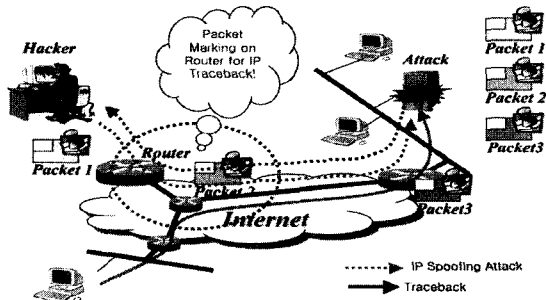 Hacker
Packet
Marking on
Router for IP
Traceback!
Attack
Packet 1
Packet 2
Packet3
Packet 1
Router
Packet 2
Packet3
Internet
IP Spoofing Attack
Traceback